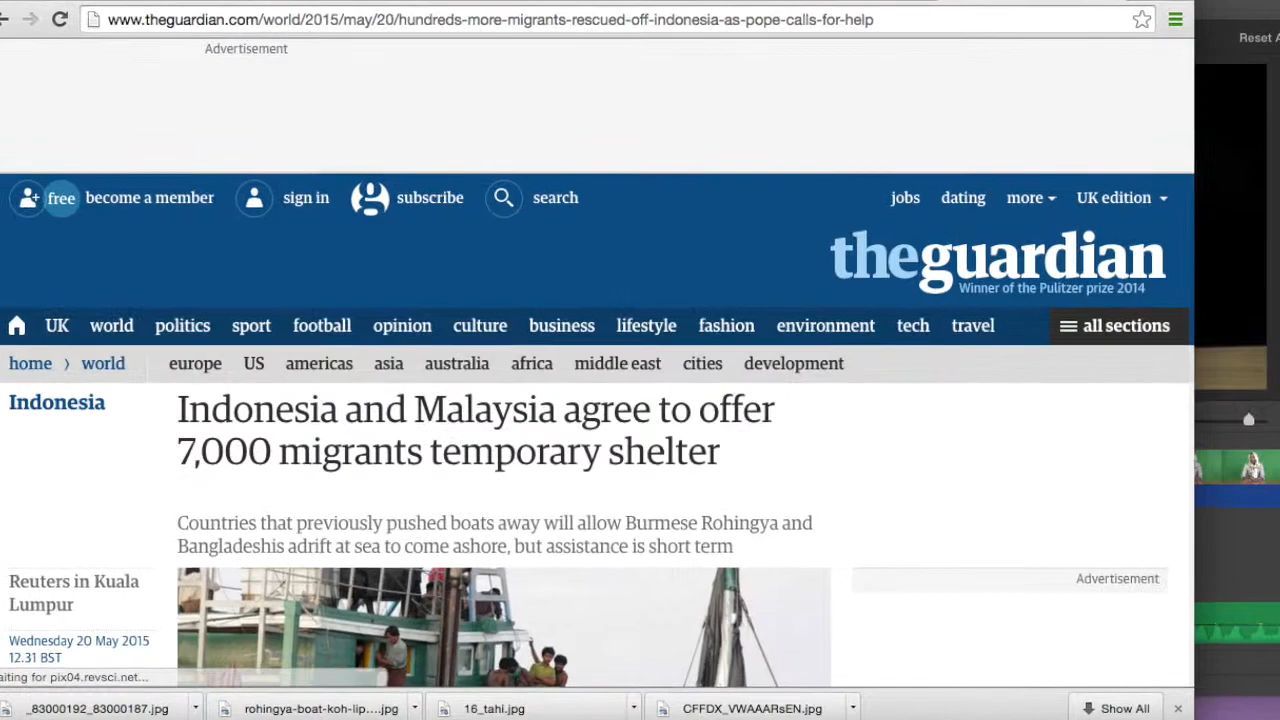 www.theguardian.com/world/2015/may/20/hundreds-more-migrants-rescued-off-indonesia-as-pope-calls-for-help
Reset A
Advertisement
free become a member sign in subscribe search jobs dating more UK edition
theguardian
Winner of the Pulitzer prize 2014
UK world politics sport football opinion culture business lifestyle fashion environment tech travel all sections
home › world europe US americas asia australia africa middle east cities development
Indonesia
Indonesia and Malaysia agree to offer
7,000 migrants temporary shelter
Countries that previously pushed boats away will allow Burmese Rohingya and
Bangladeshis adrift at sea to come ashore, but assistance is short term
Reuters in Kuala
Lumpur
Wednesday 20 May 2015
12.31 BST
Advertisement
aiting for pix04.revsci.net...
_83000192_83000187.jpg rohingya-boat-koh-lip....jpg 16_tahl.jpg CFFDX_VWAAARsEN.jpg Show All